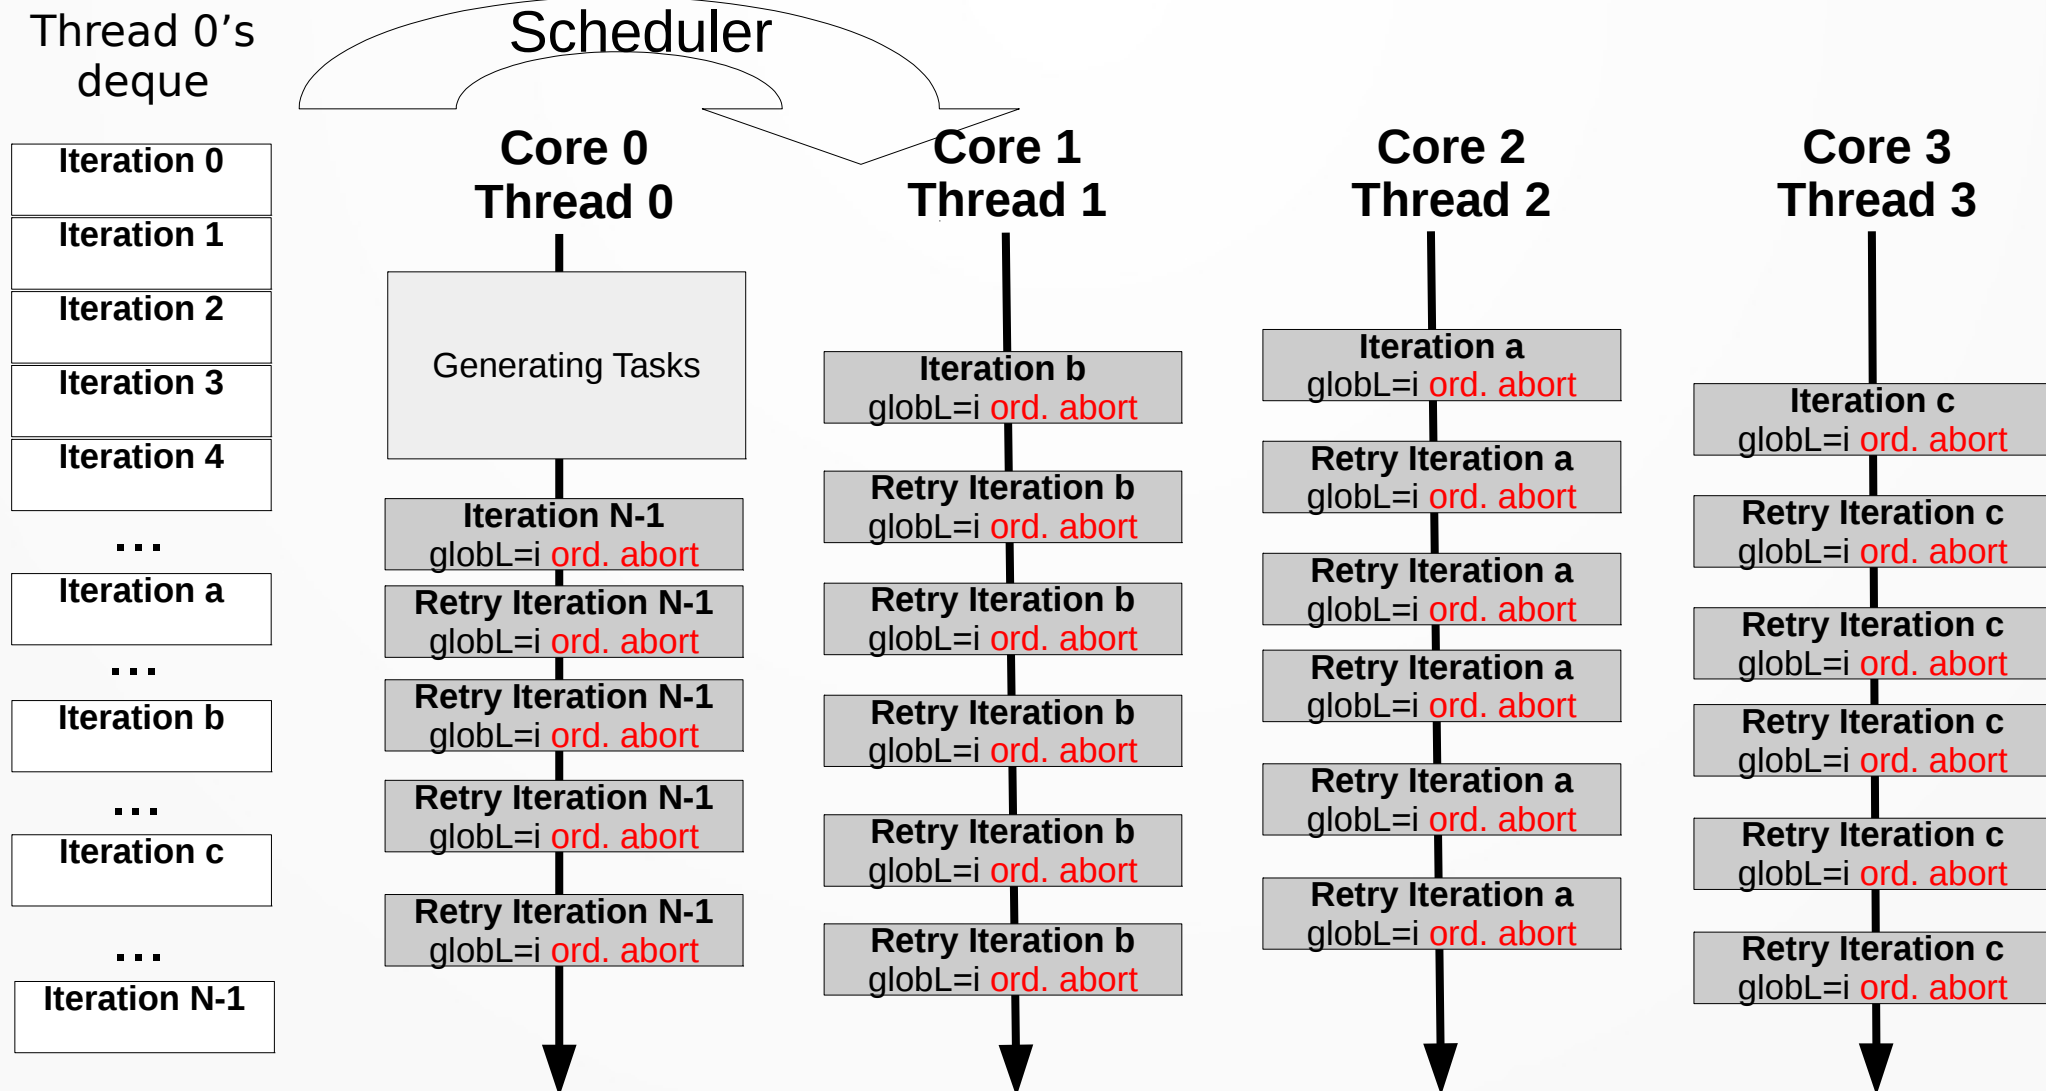 Thread 0’s
deque
Iteration 0
Iteration 1
Iteration 2
Iteration 3
Iteration 4
...
Iteration a
...
Iteration b
...
Iteration c
...
Iteration N-1
Scheduler
Core 0
Thread 0
Generating Tasks
Iteration N-1
globL=i ord. abort
Retry Iteration N-1
globL=i ord. abort
Retry Iteration N-1
globL=i ord. abort
Retry Iteration N-1
globL=i ord. abort
Retry Iteration N-1
globL=i ord. abort
Core 1
Thread 1
Iteration b
globL=i ord. abort
Retry Iteration b
globL=i ord. abort
Retry Iteration b
globL=i ord. abort
Retry Iteration b
globL=i ord. abort
Retry Iteration b
globL=i ord. abort
Retry Iteration b
globL=i ord. abort
Core 2
Thread 2
Iteration a
globL=i ord. abort
Retry Iteration a
globL=i ord. abort
Retry Iteration a
globL=i ord. abort
Retry Iteration a
globL=i ord. abort
Retry Iteration a
globL=i ord. abort
Retry Iteration a
globL=i ord. abort
Core 3
Thread 3
Iteration c
globL=i ord. abort
Retry Iteration c
globL=i ord. abort
Retry Iteration c
globL=i ord. abort
Retry Iteration c
globL=i ord. abort
Retry Iteration c
globL=i ord. abort
Retry Iteration c
globL=i ord. abort